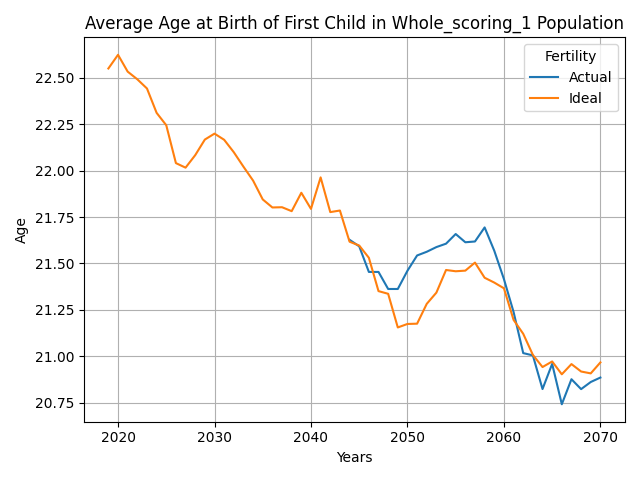 Average Age at Birth of First Child in Whole_scoring_1 Population
Fertility
Actual
Ideal
22.50
22.25
22.00
21.75
21.50
21.25
21.00
20.75
Age
2020 2030 2040 2050 2060 2070
Years